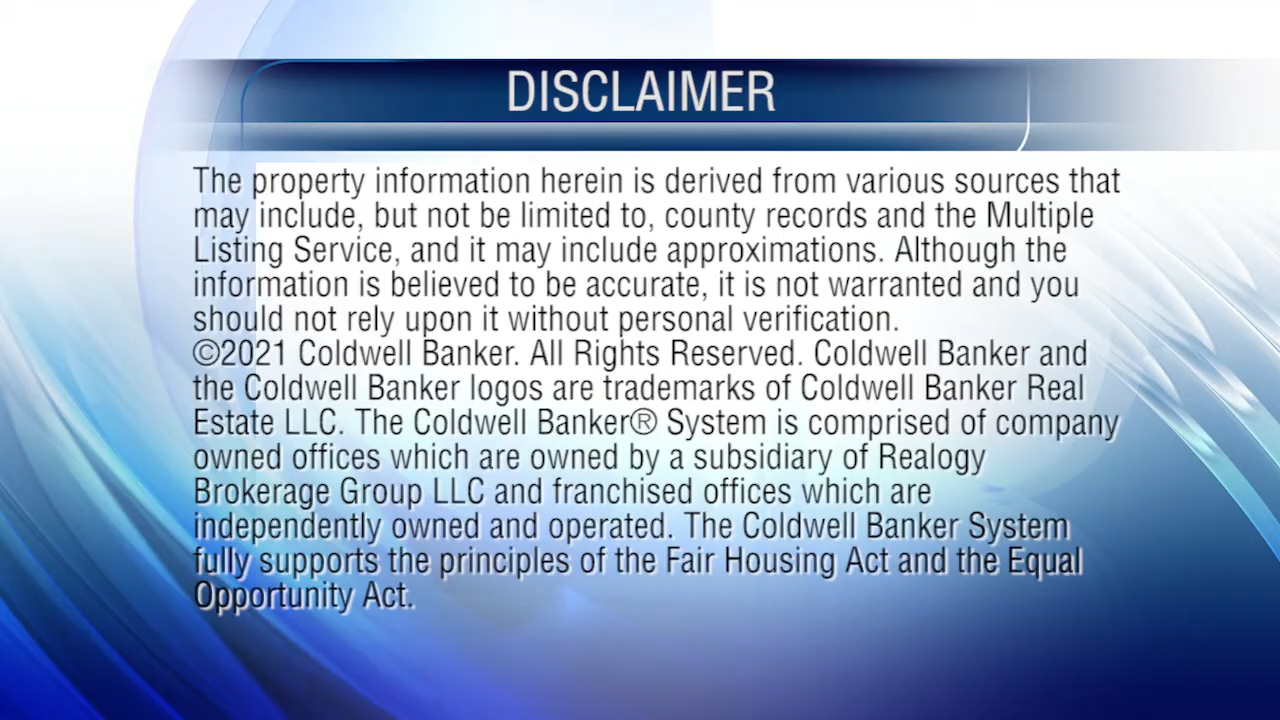 DISCLAIMER
The property information herein is derived from various sources that
may include, but not be limited to, county records and the Multiple
Listing Service, and it may include approximations. Although the
information is believed to be accurate, it is not warranted and you
should not rely upon it without personal verification.
©2021 Coldwell Banker. All Rights Reserved. Coldwell Banker and
the Coldwell Banker logos are trademarks of Coldwell Banker Real
Estate LLC. The Coldwell Banker® System is comprised of company
owned offices which are owned by a subsidiary of Realogy
Brokerage Group LLC and franchised offices which are
independently owned and operated. The Coldwell Banker System
fully supports the principles of the Fair Housing Act and the Equal
Opportunity Act.